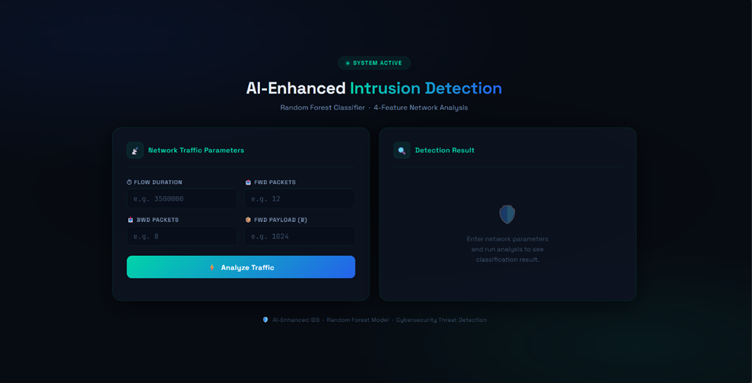 SYSTEM ACTIVE
AI-Enhanced Intrusion Detection
Random Forest Classifier · 4-Feature Network Analysis
Network Traffic Parameters
FLOW DURATION
e.g. 3500000
FWD PACKETS
e.g. 12
BWD PACKETS
e.g. 8
FWD PAYLOAD (B)
e.g. 1024
Analyze Traffic
Detection Result
Enter network parameters
and run analysis to see
classification result.
AI-Enhanced IDS · Random Forest Model · Cybersecurity Threat Detection